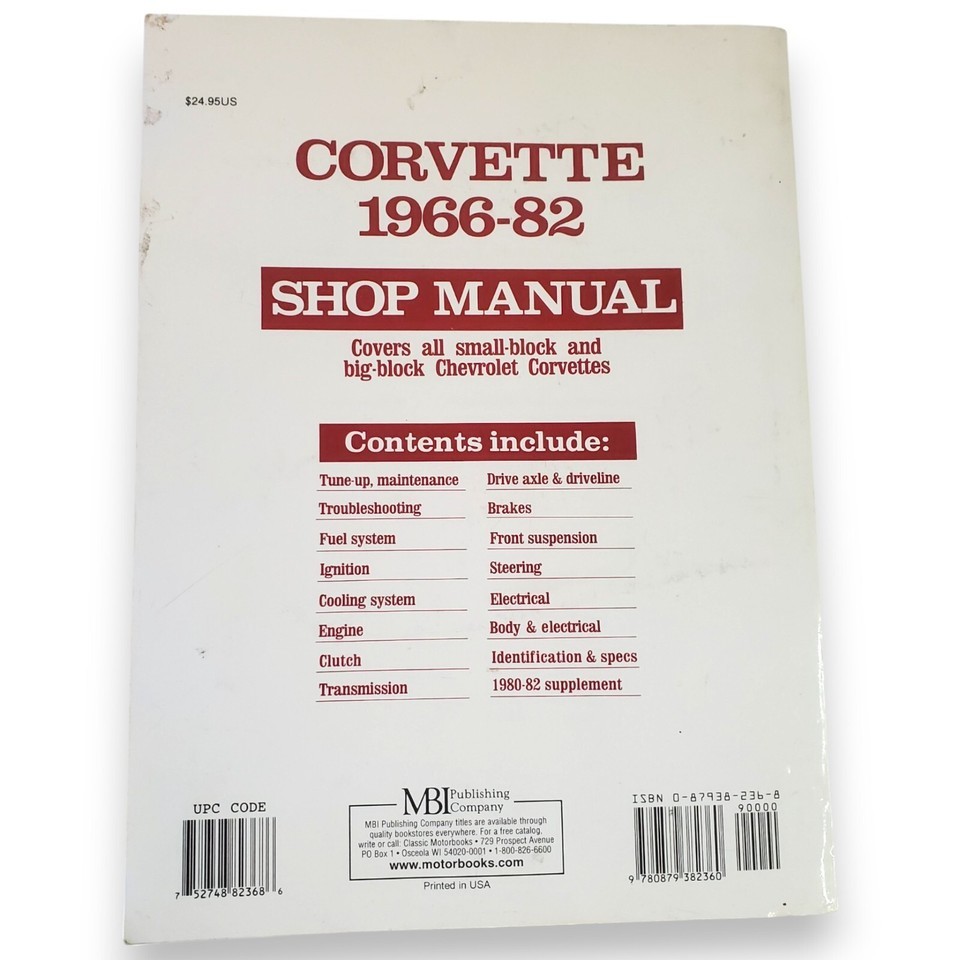 $24.95US
CORVETTE
1966-82
SHOP MANUAL
Covers all small-block and
big-block Chevrolet Corvettes
Contents include:
Tune-up, maintenance
Troubleshooting
Fuel system
Ignition
Cooling system
Engine
Clutch
Transmission
Drive axle & driveline
Brakes
Front suspension
Steering
Electrical
Body & electrical
Identification & specs
1980-82 supplement
UPC CODE
7 52748 82368 6
MBI Publishing
Company
MBI Publishing Company titles are available through
quality bookstores everywhere. For a free catalog,
write or call: Classic Motorbooks • 729 Prospect Avenue
PO Box 1 • Osceola WI 54020-0001 • 1-800-826-6600
www.motorbooks.com
Printed in USA
ISBN 0-87938-236-8
90000
9 780879 382360